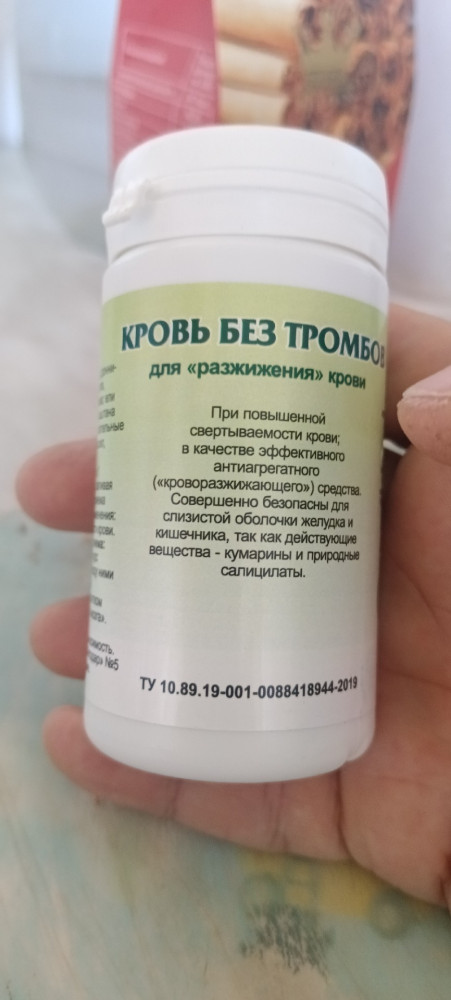 КРОВЬ БЕЗ ТРОМБОВ
для «разжижения» крови
При повышенной
свертываемости крови;
в качестве эффективного
антиагрегатного
(«кроворазжижающего») средства.
Совершенно безопасны для
слизистой оболочки желудка и
кишечника, так как действующие
вещества - кумарины и природные
салицилаты.
ТУ 10.89.19-001-0088418944-2019